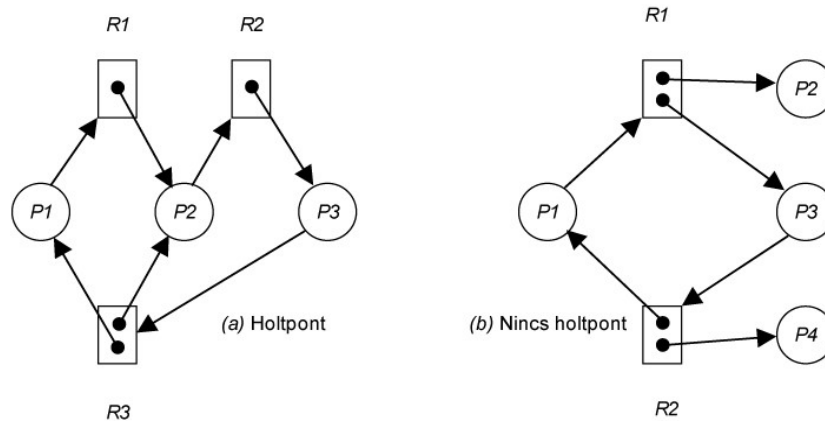 R1
R2
P1
P2
P3
(a) Holtpont
R3
R1
P2
P1
P3
(b) Nincs holtpont
P4
R2